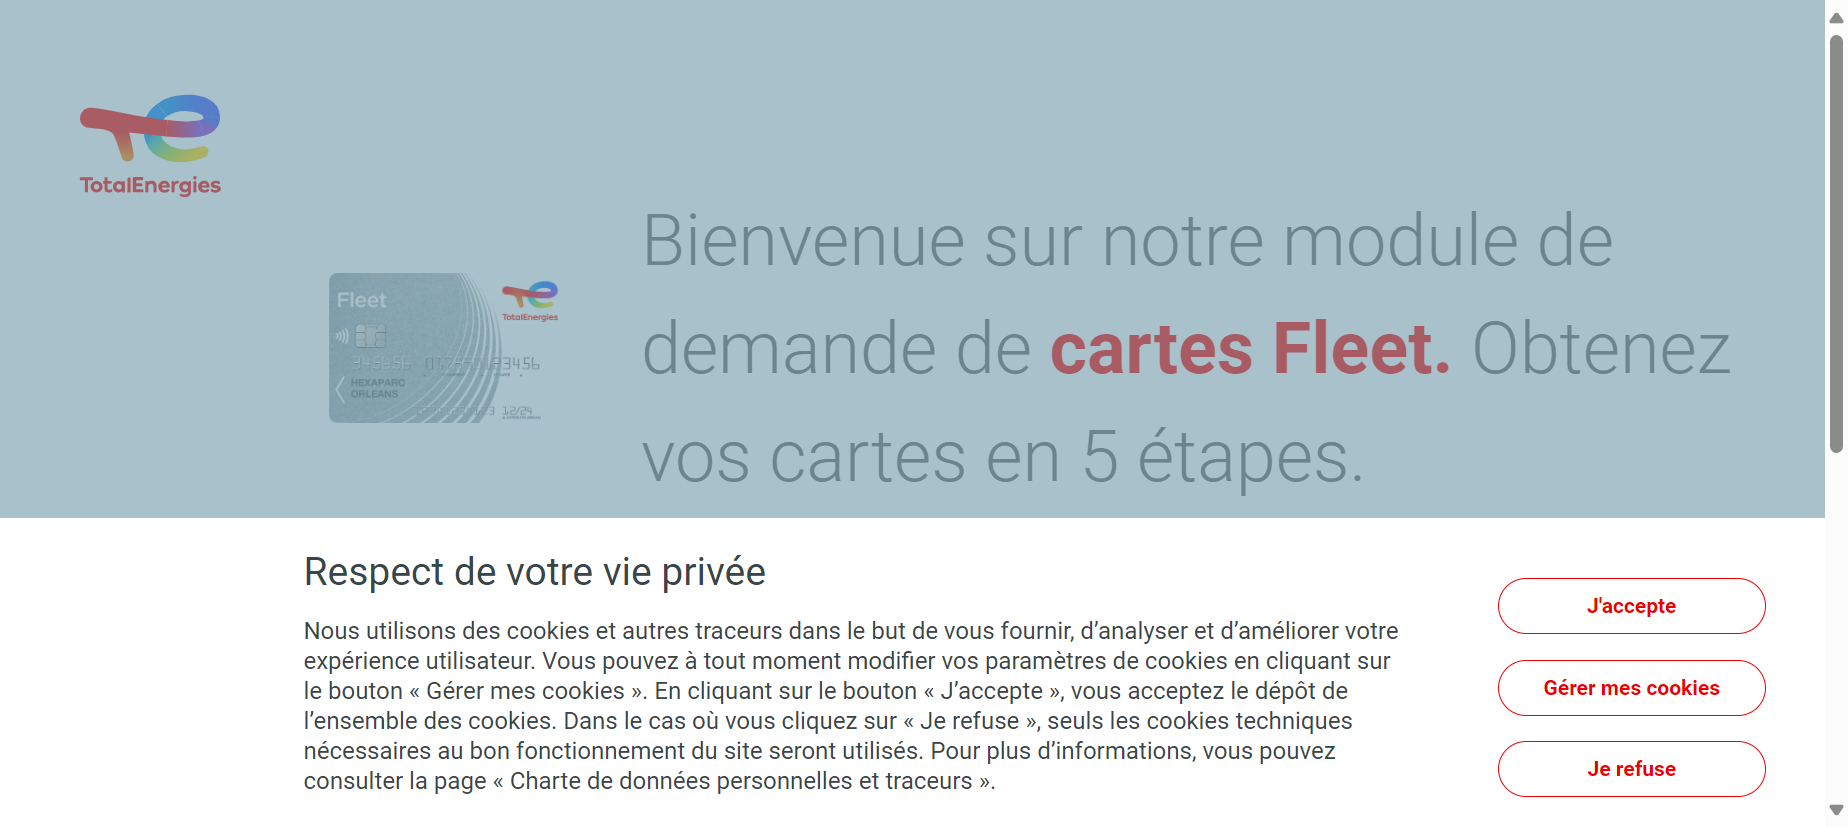 TotalEnergies
Bienvenue sur notre module de
demande de cartes Fleet. Obtenez
vos cartes en 5 étapes.
Fleet
TotalEnergies
HEXAPARC
ORLEANS
12/24
Respect de votre vie privée
Nous utilisons des cookies et autres traceurs dans le but de vous fournir, d’analyser et d’améliorer votre
expérience utilisateur. Vous pouvez à tout moment modifier vos paramètres de cookies en cliquant sur
le bouton « Gérer mes cookies ». En cliquant sur le bouton « J’accepte », vous acceptez le dépôt de
l’ensemble des cookies. Dans le cas où vous cliquez sur « Je refuse », seuls les cookies techniques
nécessaires au bon fonctionnement du site seront utilisés. Pour plus d’informations, vous pouvez
consulter la page « Charte de données personnelles et traceurs ».
J'accepte
Gérer mes cookies
Je refuse